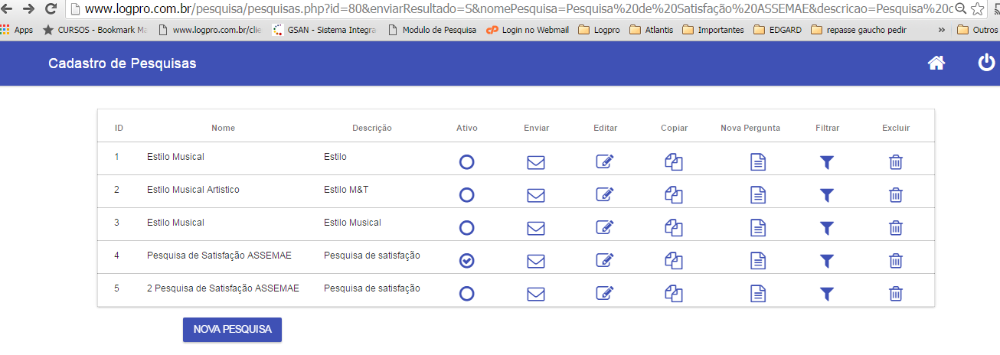 www.logpro.com.br/pesquisa/pesquisas.php?id=80&enviarResultado=S&nomePesquisa=Pesquisa%20de%20Satisfação%20ASSEMAE&descricao=Pesquisa%20c
Apps CURSOS - Bookmark Ma www.logpro.com.br/clie GSAN - Sistema Integra Modulo de Pesquisa cP Login no Webmail Logpro Atlantis Importantes EDGARD repasse gaucho pedir » Outros
Cadastro de Pesquisas
ID Nome Descrição Ativo Enviar Editar Copiar Nova Pergunta Filtrar Excluir
1 Estilo Musical Estilo
2 Estilo Musical Artistico Estilo M&T
3 Estilo Musical Estilo Musical
4 Pesquisa de Satisfação ASSEMAE Pesquisa de satisfação
5 2 Pesquisa de Satisfação ASSEMAE Pesquisa de satisfação
NOVA PESQUISA